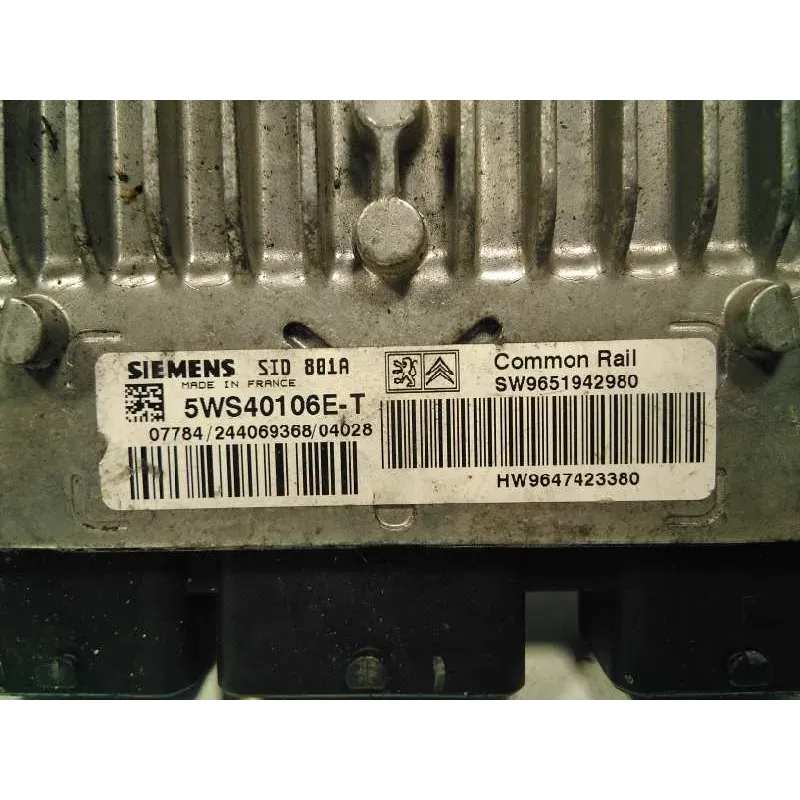 SIEMENS SID 801A
MADE IN FRANCE
5WS40106E-T
07784/244069368/04028
Common Rail
SW9651942980
HW9647423380